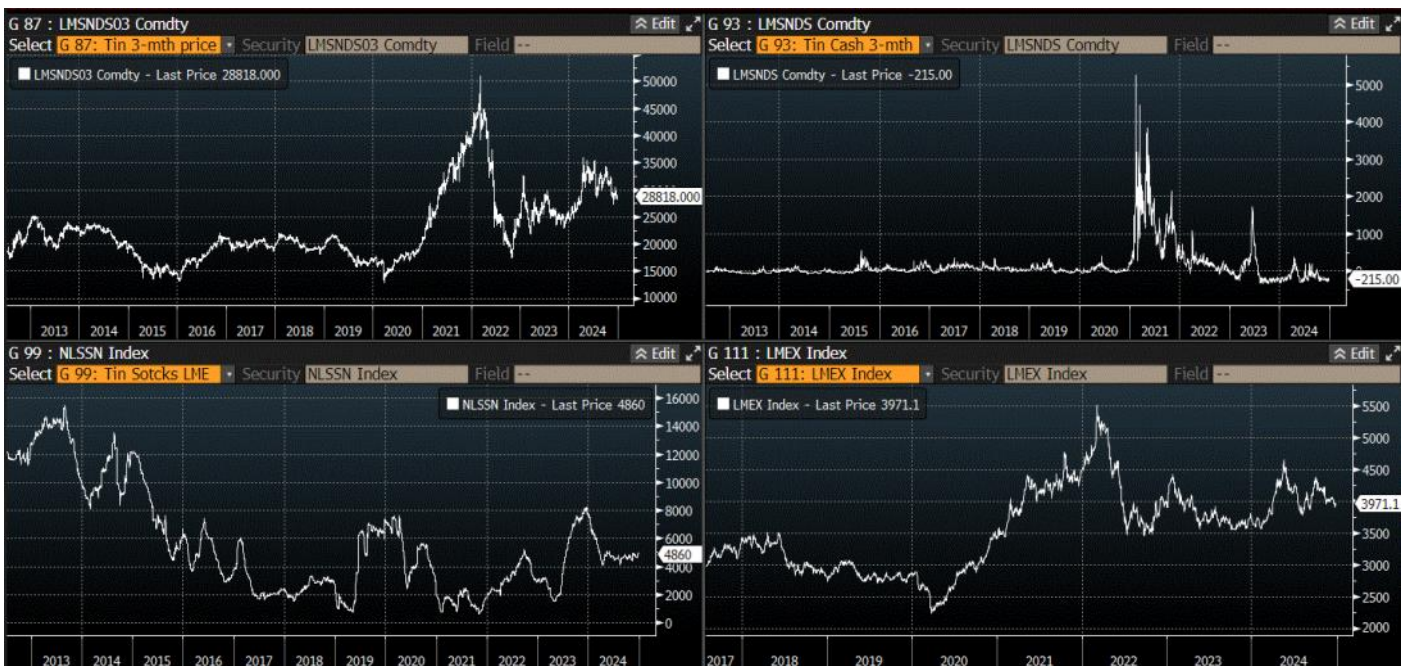 G 87 : LMSNDS03 Comdty
Edit
Select G 87: Tin 3-mth price Security LMSNDS03 Comdty Field --
LMSNDS03 Comdty - Last Price 28818.000
50000
45000
40000
35000
28818.000
25000
20000
15000
10000
2013 2014 2015 2016 2017 2018 2019 2020 2021 2022 2023 2024
G 93 : LMSNDS Comdty
Edit
Select G 93: Tin Cash 3-mth Security LMSNDS Comdty Field --
LMSNDS Comdty - Last Price -215.00
5000
4000
3000
2000
1000
-215.00
2013 2014 2015 2016 2017 2018 2019 2020 2021 2022 2023 2024
G 99 : NLSSN Index
Edit
Select G 99: Tin Sotcks LME Security NLSSN Index Field --
NLSSN Index - Last Price 4860
16000
14000
12000
10000
8000
6000
4860
4000
2000
0
2013 2014 2015 2016 2017 2018 2019 2020 2021 2022 2023 2024
G 111 : LMEX Index
Edit
Select G 111: LMEX Index Security LMEX Index Field --
LMEX Index - Last Price 3971.1
5500
5000
4500
3971.1
3500
3000
2500
2000
2017 2018 2019 2020 2021 2022 2023 2024